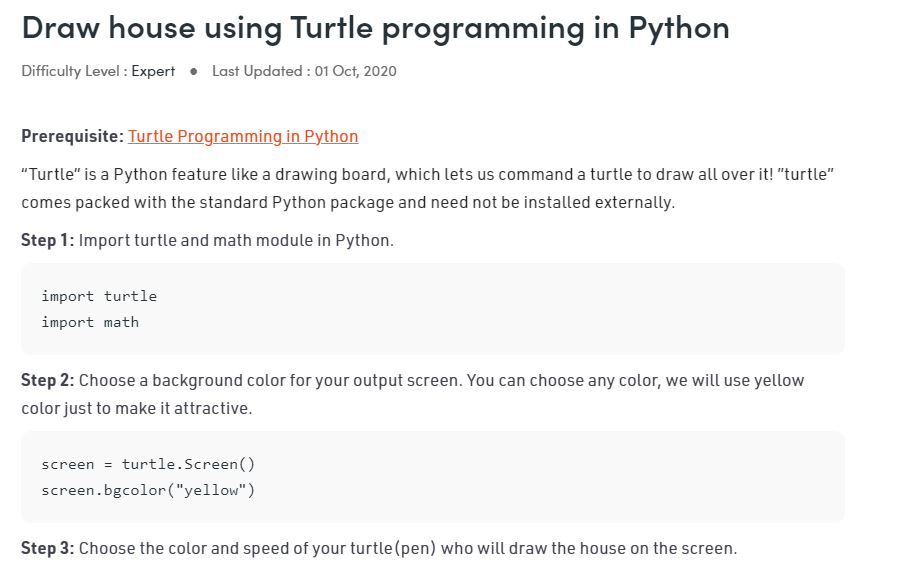 Draw house using Turtle programming in Python
Difficulty Level : Expert ● Last Updated : 01 Oct, 2020
Prerequisite: Turtle Programming in Python
“Turtle” is a Python feature like a drawing board, which lets us command a turtle to draw all over it! ”turtle”
comes packed with the standard Python package and need not be installed externally.
Step 1: Import turtle and math module in Python.
import turtle
import math
Step 2: Choose a background color for your output screen. You can choose any color, we will use yellow
color just to make it attractive.
screen = turtle.Screen()
screen.bgcolor("yellow")
Step 3: Choose the color and speed of your turtle(pen) who will draw the house on the screen.